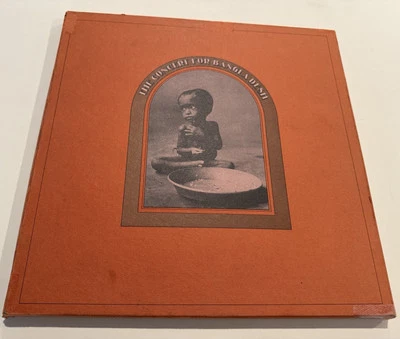 THE CONCERT FOR BANGLA DESH